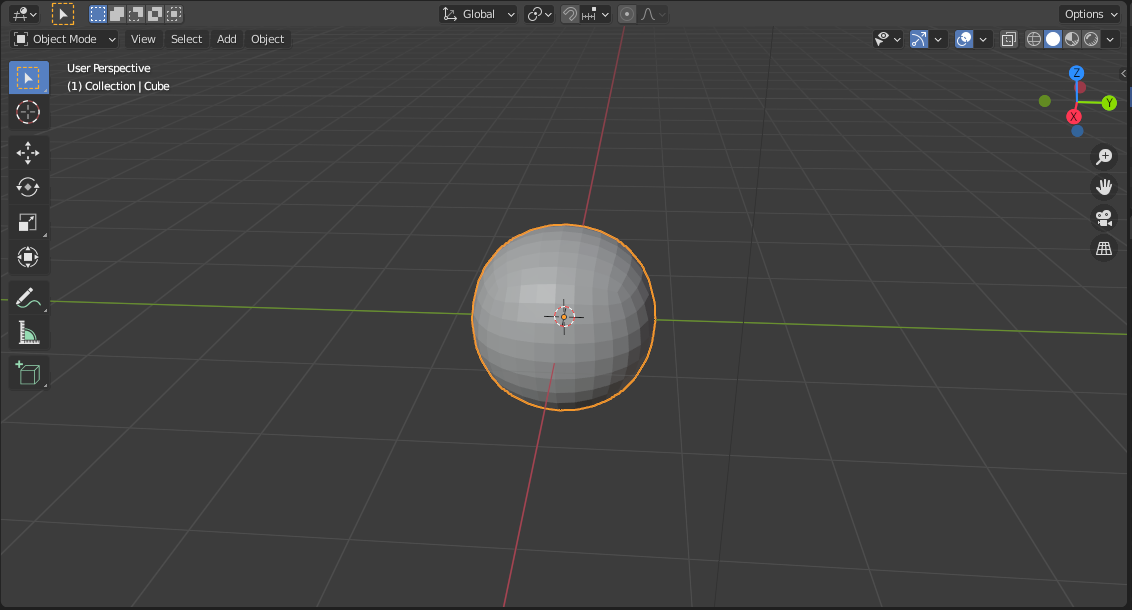 Global
Options
Object Mode
View
Select
Add
Object
User Perspective
(1) Collection | Cube
Z
Y
X